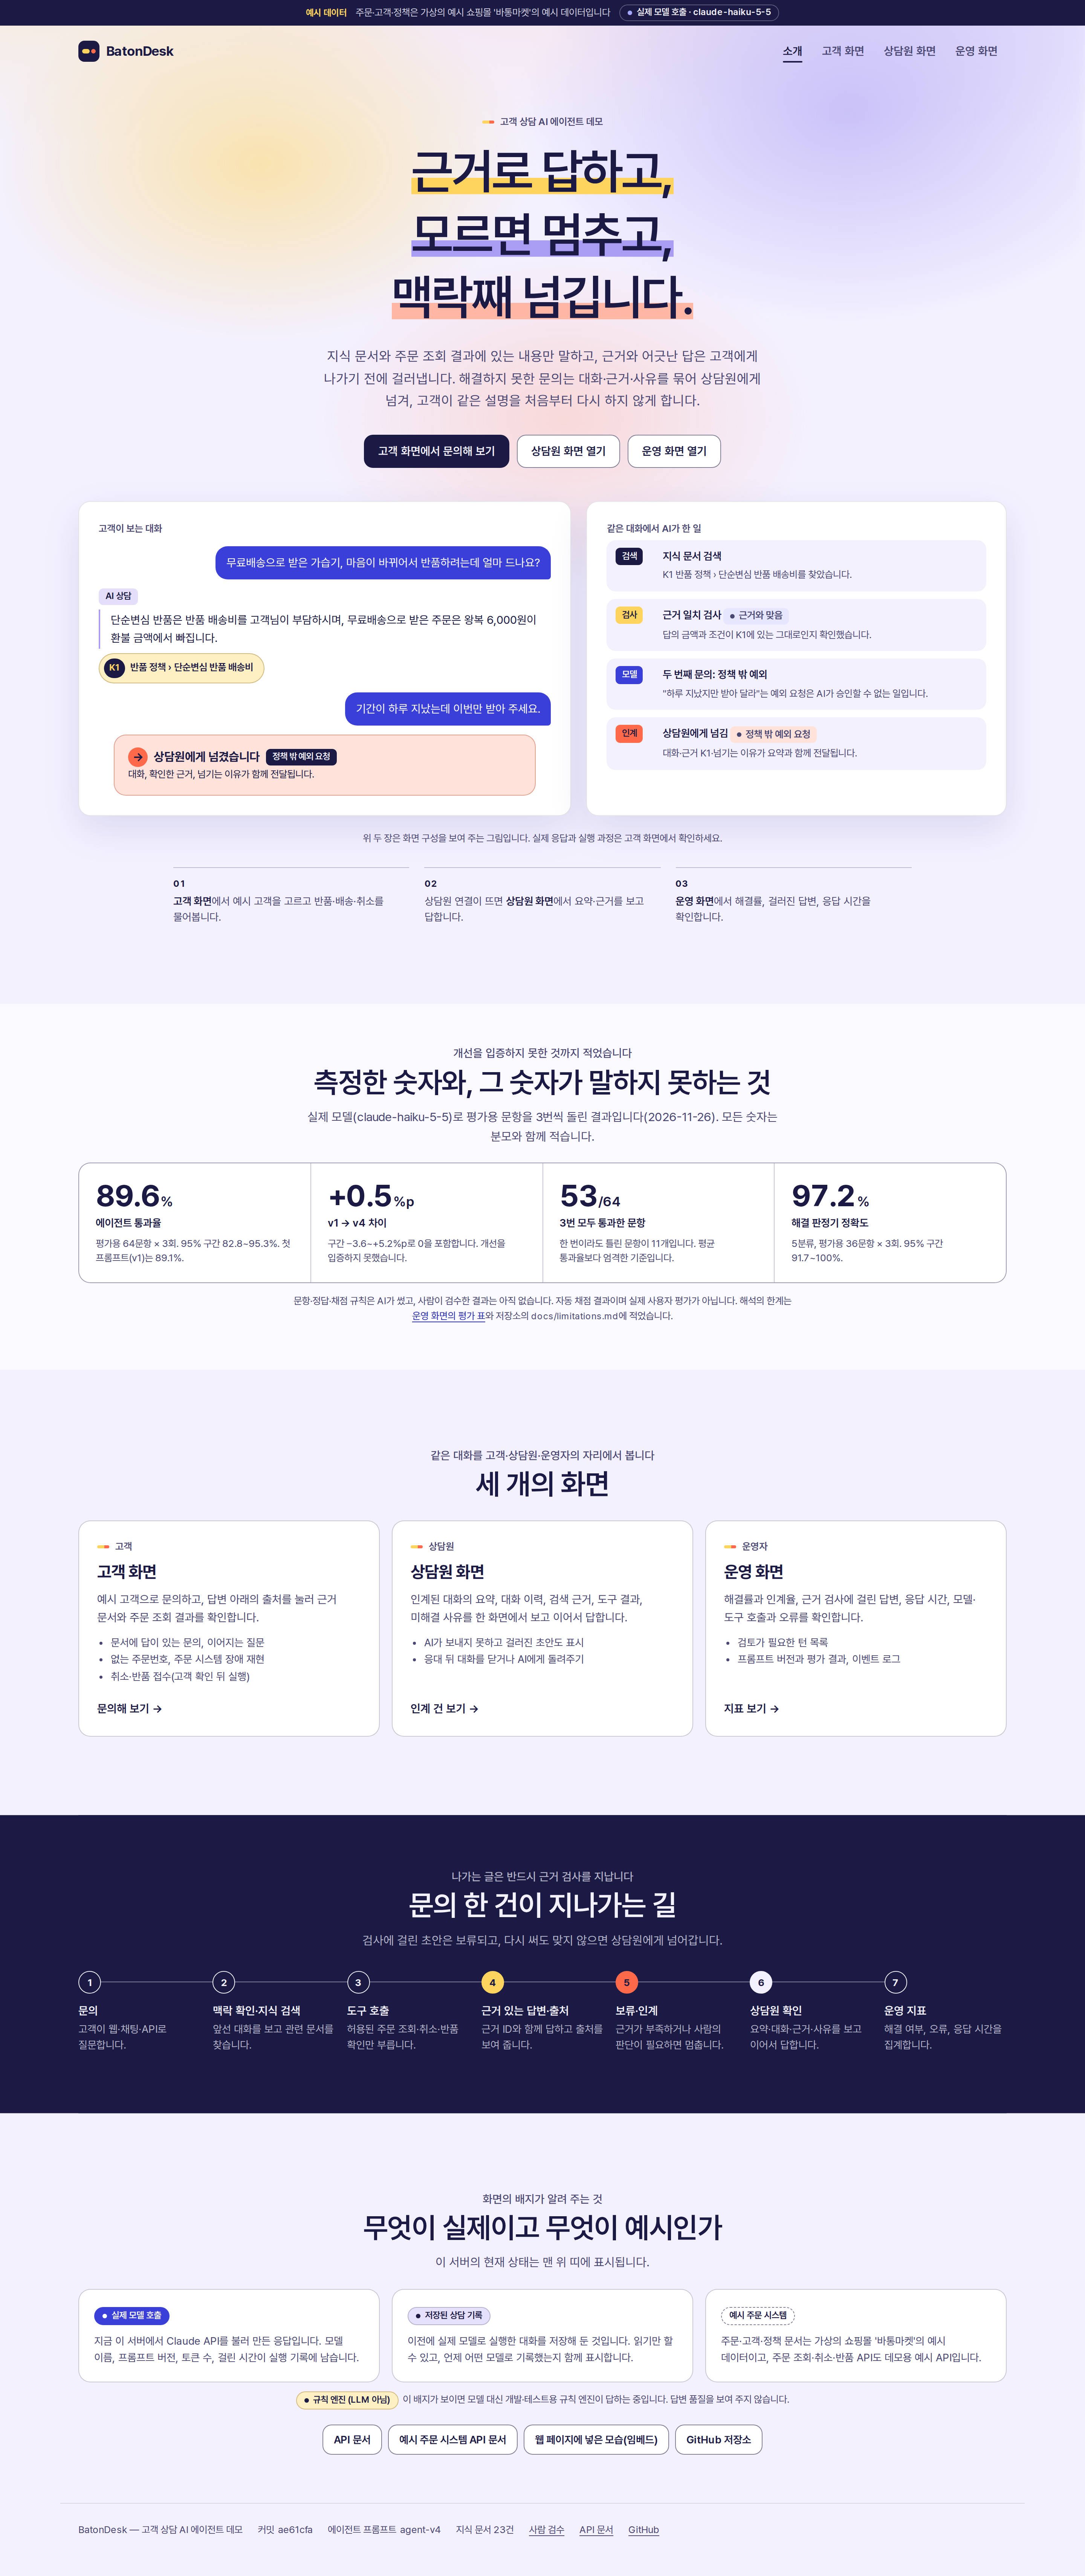 예시 데이터 주문·고객·정책은 가상의 예시 쇼핑몰 '바통마켓'의 예시 데이터입니다 실제 모델 호출 · claude-haiku-5-5
BatonDesk 소개 고객 화면 상담원 화면 운영 화면
고객 상담 AI 에이전트 데모
근거로 답하고,
모르면 멈추고,
맥락째 넘깁니다.
지식 문서와 주문 조회 결과에 있는 내용만 말하고, 근거와 어긋난 답은 고객에게
나가기 전에 걸러냅니다. 해결하지 못한 문의는 대화·근거·사유를 묶어 상담원에게
넘겨, 고객이 같은 설명을 처음부터 다시 하지 않게 합니다.
고객 화면에서 문의해 보기 상담원 화면 열기 운영 화면 열기
고객이 보는 대화
무료배송으로 받은 가습기, 마음이 바뀌어서 반품하려는데 얼마 드나요?
AI 상담
단순변심 반품은 반품 배송비를 고객님이 부담하시며, 무료배송으로 받은 주문은 왕복 6,000원이
환불 금액에서 빠집니다.
K1 반품 정책 › 단순변심 반품 배송비
기간이 하루 지났는데 이번만 받아 주세요.
→ 상담원에게 넘겼습니다 정책 밖 예외 요청
대화, 확인한 근거, 넘기는 이유가 함께 전달됩니다.
같은 대화에서 AI가 한 일
검색 지식 문서 검색
K1 반품 정책 › 단순변심 반품 배송비를 찾았습니다.
검사 근거 일치 검사 근거와 맞음
답의 금액과 조건이 K1에 있는 그대로인지 확인했습니다.
모델 두 번째 문의: 정책 밖 예외
"하루 지났지만 받아 달라"는 예외 요청은 AI가 승인할 수 없는 일입니다.
인계 상담원에게 넘김 정책 밖 예외 요청
대화·근거 K1·넘기는 이유가 요약과 함께 전달됩니다.
위 두 장은 화면 구성을 보여 주는 그림입니다. 실제 응답과 실행 과정은 고객 화면에서 확인하세요.
01
고객 화면에서 예시 고객을 고르고 반품·배송·취소를
물어봅니다.
02
상담원 연결이 뜨면 상담원 화면에서 요약·근거를 보고
답합니다.
03
운영 화면에서 해결률, 걸러진 답변, 응답 시간을
확인합니다.
개선을 입증하지 못한 것까지 적었습니다
측정한 숫자와, 그 숫자가 말하지 못하는 것
실제 모델(claude-haiku-5-5)로 평가용 문항을 3번씩 돌린 결과입니다(2026-11-26). 모든 숫자는
분모와 함께 적습니다.
89.6%
에이전트 통과율
평가용 64문항 × 3회. 95% 구간 82.8~95.3%. 첫
프롬프트(v1)는 89.1%.
+0.5%p
v1 → v4 차이
구간 −3.6~+5.2%p로 0을 포함합니다. 개선을
입증하지 못했습니다.
53/64
3번 모두 통과한 문항
한 번이라도 틀린 문항이 11개입니다. 평균
통과율보다 엄격한 기준입니다.
97.2%
해결 판정기 정확도
5분류, 평가용 36문항 × 3회. 95% 구간
91.7~100%.
문항·정답·채점 규칙은 AI가 썼고, 사람이 검수한 결과는 아직 없습니다. 자동 채점 결과이며 실제 사용자 평가가 아닙니다. 해석의 한계는
운영 화면의 평가 표와 저장소의 docs/limitations.md에 적었습니다.
같은 대화를 고객·상담원·운영자의 자리에서 봅니다
세 개의 화면
고객
고객 화면
예시 고객으로 문의하고, 답변 아래의 출처를 눌러 근거
문서와 주문 조회 결과를 확인합니다.
• 문서에 답이 있는 문의, 이어지는 질문
• 없는 주문번호, 주문 시스템 장애 재현
• 취소·반품 접수(고객 확인 뒤 실행)
문의해 보기 →
상담원
상담원 화면
인계된 대화의 요약, 대화 이력, 검색 근거, 도구 결과,
미해결 사유를 한 화면에서 보고 이어서 답합니다.
• AI가 보내지 못하고 걸러진 초안도 표시
• 응대 뒤 대화를 닫거나 AI에게 돌려주기
인계 건 보기 →
운영자
운영 화면
해결률과 인계율, 근거 검사에 걸린 답변, 응답 시간, 모델·
도구 호출과 오류를 확인합니다.
• 검토가 필요한 턴 목록
• 프롬프트 버전과 평가 결과, 이벤트 로그
지표 보기 →
나가는 글은 반드시 근거 검사를 지납니다
문의 한 건이 지나가는 길
검사에 걸린 초안은 보류되고, 다시 써도 맞지 않으면 상담원에게 넘어갑니다.
1
문의
고객이 웹·채팅·API로
질문합니다.
2
맥락 확인·지식 검색
앞선 대화를 보고 관련 문서를
찾습니다.
3
도구 호출
허용된 주문 조회·취소·반품
확인만 부릅니다.
4
근거 있는 답변·출처
근거 ID와 함께 답하고 출처를
보여 줍니다.
5
보류·인계
근거가 부족하거나 사람의
판단이 필요하면 멈춥니다.
6
상담원 확인
요약·대화·근거·사유를 보고
이어서 답합니다.
7
운영 지표
해결 여부, 오류, 응답 시간을
집계합니다.
화면의 배지가 알려 주는 것
무엇이 실제이고 무엇이 예시인가
이 서버의 현재 상태는 맨 위 띠에 표시됩니다.
실제 모델 호출
지금 이 서버에서 Claude API를 불러 만든 응답입니다. 모델
이름, 프롬프트 버전, 토큰 수, 걸린 시간이 실행 기록에 남습니다.
저장된 상담 기록
이전에 실제 모델로 실행한 대화를 저장해 둔 것입니다. 읽기만 할
수 있고, 언제 어떤 모델로 기록했는지 함께 표시합니다.
예시 주문 시스템
주문·고객·정책 문서는 가상의 쇼핑몰 '바통마켓'의 예시
데이터이고, 주문 조회·취소·반품 API도 데모용 예시 API입니다.
규칙 엔진 (LLM 아님) 이 배지가 보이면 모델 대신 개발·테스트용 규칙 엔진이 답하는 중입니다. 답변 품질을 보여 주지 않습니다.
API 문서 예시 주문 시스템 API 문서 웹 페이지에 넣은 모습(임베드) GitHub 저장소
BatonDesk — 고객 상담 AI 에이전트 데모 커밋 ae61cfa 에이전트 프롬프트 agent-v4 지식 문서 23건 사람 검수 API 문서 GitHub